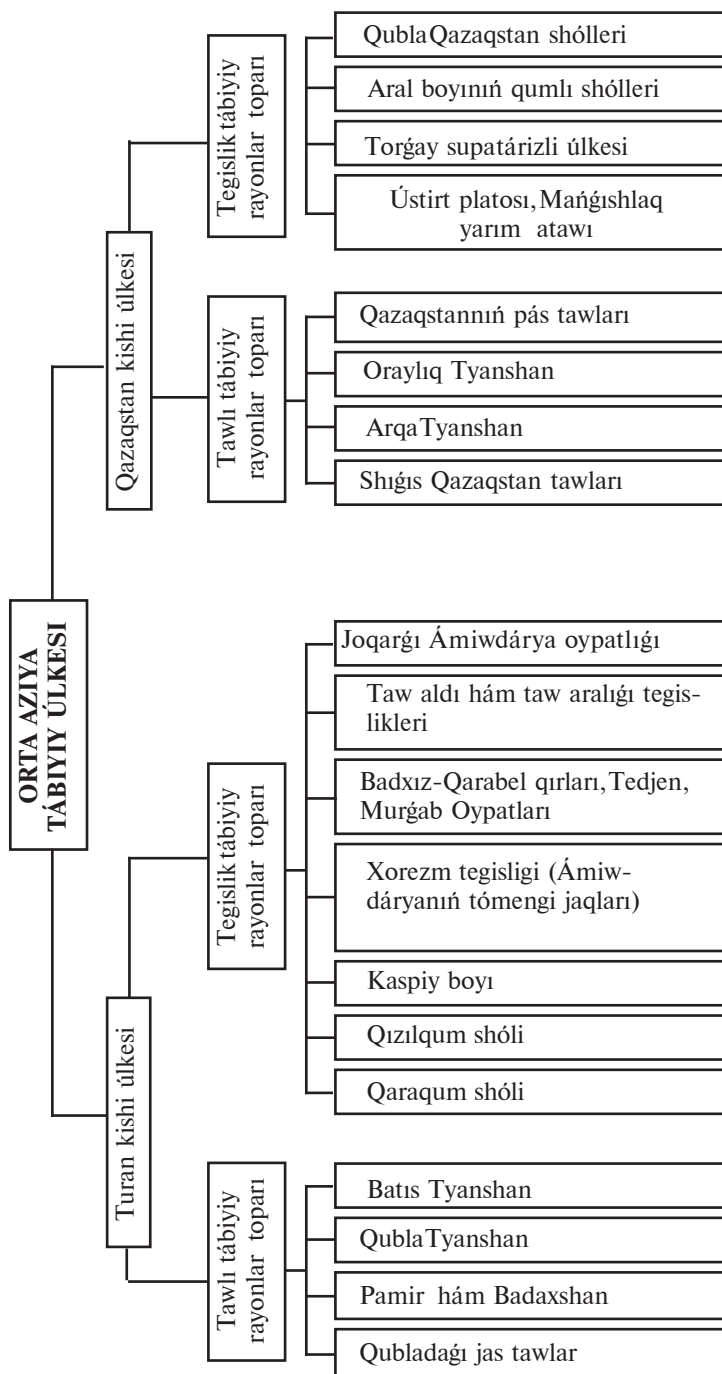 ORTA AZIYA
TÁBIYIY ÚLKESI
Qazaqstan kishi úlkesi
Tegislik tábiyiy
rayonlar toparı
Qubla Qazaqstan shólleri
Aral boyınıń qumlı shólleri
Torǵay supatárizli úlkesi
Ústirt platosı, Mańǵıshlaq
yarım atawı
Tawlı tábiyiy
rayonlar toparı
Qazaqstannıń pás tawları
Oraylıq Tyanshan
Arqa Tyanshan
Shıǵıs Qazaqstan tawları
Turan kishi úlkesi
Tegislik tábiyiy
rayonlar toparı
Joqarǵı Ámiwdárya oypatlıǵı
Taw aldı hám taw aralıǵı tegis-
likleri
Badxız-Qarabel qırları, Tedjen,
Murǵab Oypatları
Xorezm tegisligi (Ámiw-
dáryanıń tómengi jaqları)
Kaspiy boyı
Qızılqum shóli
Qaraqum shóli
Tawlı tábiyiy
rayonlar toparı
Batıs Tyanshan
Qubla Tyanshan
Pamir hám Badaxshan
Qubladaǵı jas tawlar